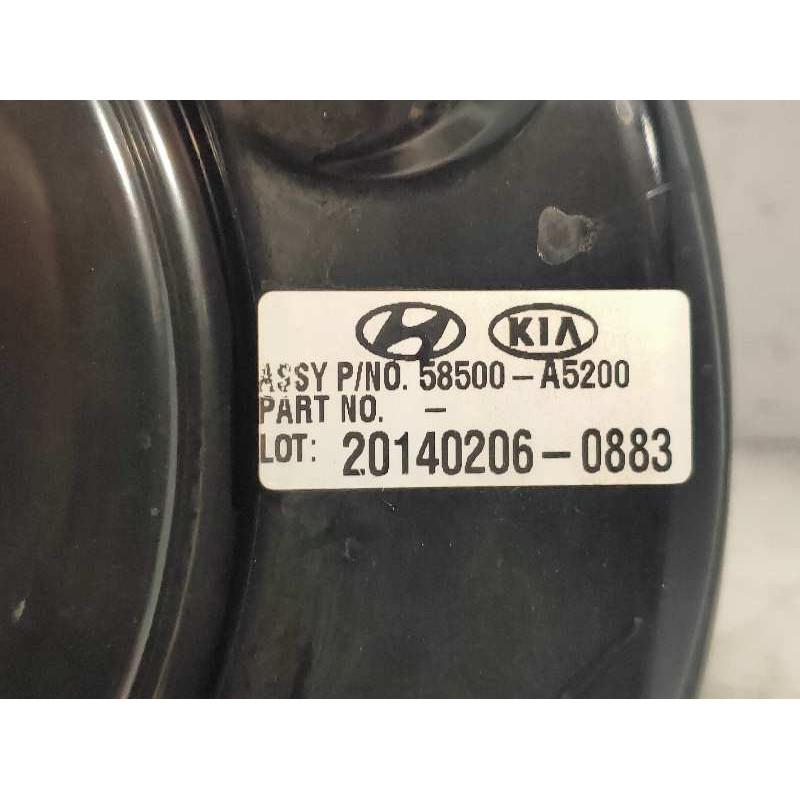 KIA
ASSY P/NO. 58500-A5200
PART NO. -
LOT: 20140206-0883